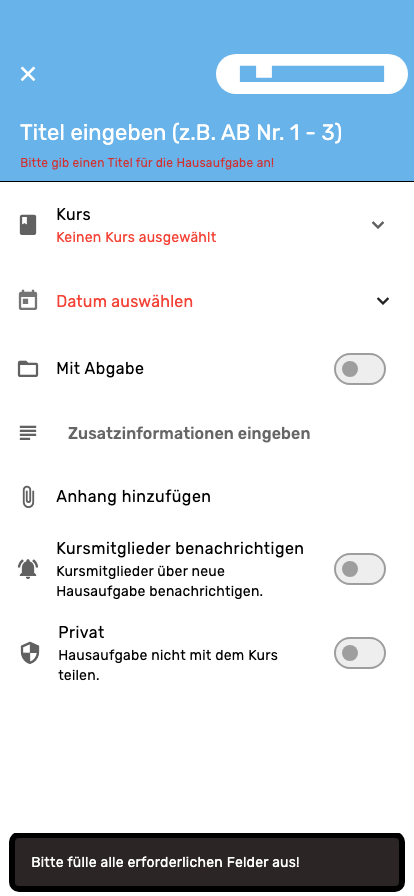 Titel eingeben (z.B. AB Nr. 1 - 3)
Bitte gib einen Titel für die Hausaufgabe an!
Kurs
Keinen Kurs ausgewählt
Datum auswählen
Mit Abgabe
Zusatzinformationen eingeben
Anhang hinzufügen
Kursmitglieder benachrichtigen
Kursmitglieder über neue
Hausaufgabe benachrichtigen.
Privat
Hausaufgabe nicht mit dem Kurs
teilen.
Bitte fülle alle erforderlichen Felder aus!